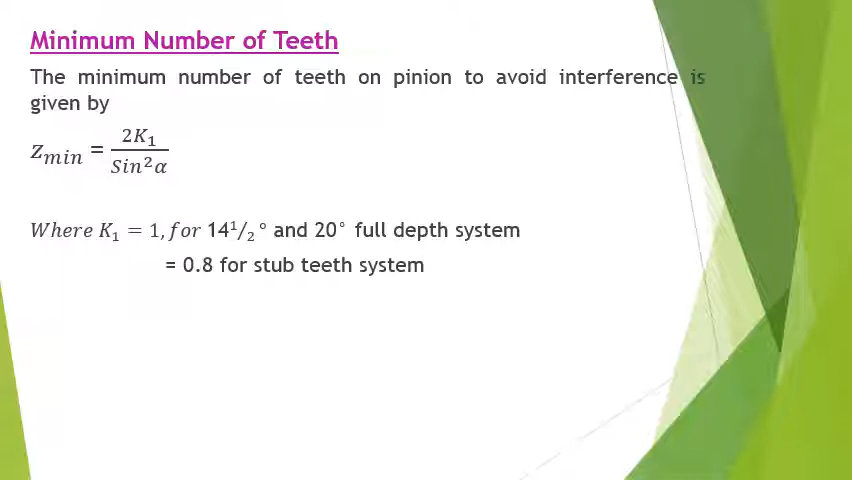 Minimum Number of Teeth
The minimum number of teeth on pinion to avoid interference is
given by
z_min = 2K₁ / Sin²α
Where K₁ = 1, for 14¹/₂° and 20° full depth system
= 0.8 for stub teeth system